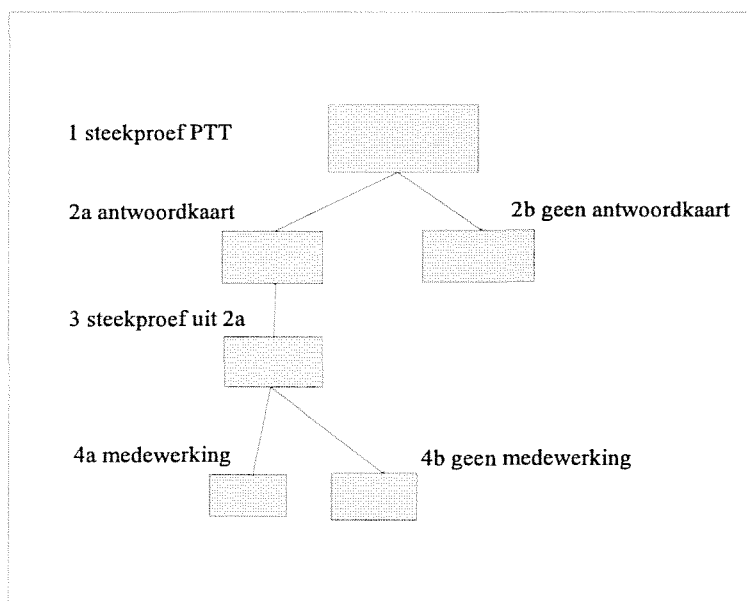 1 steekproef PTT
2a antwoordkaart
2b geen antwoordkaart
3 steekproef uit 2a
4a medewerking
4b geen medewerking